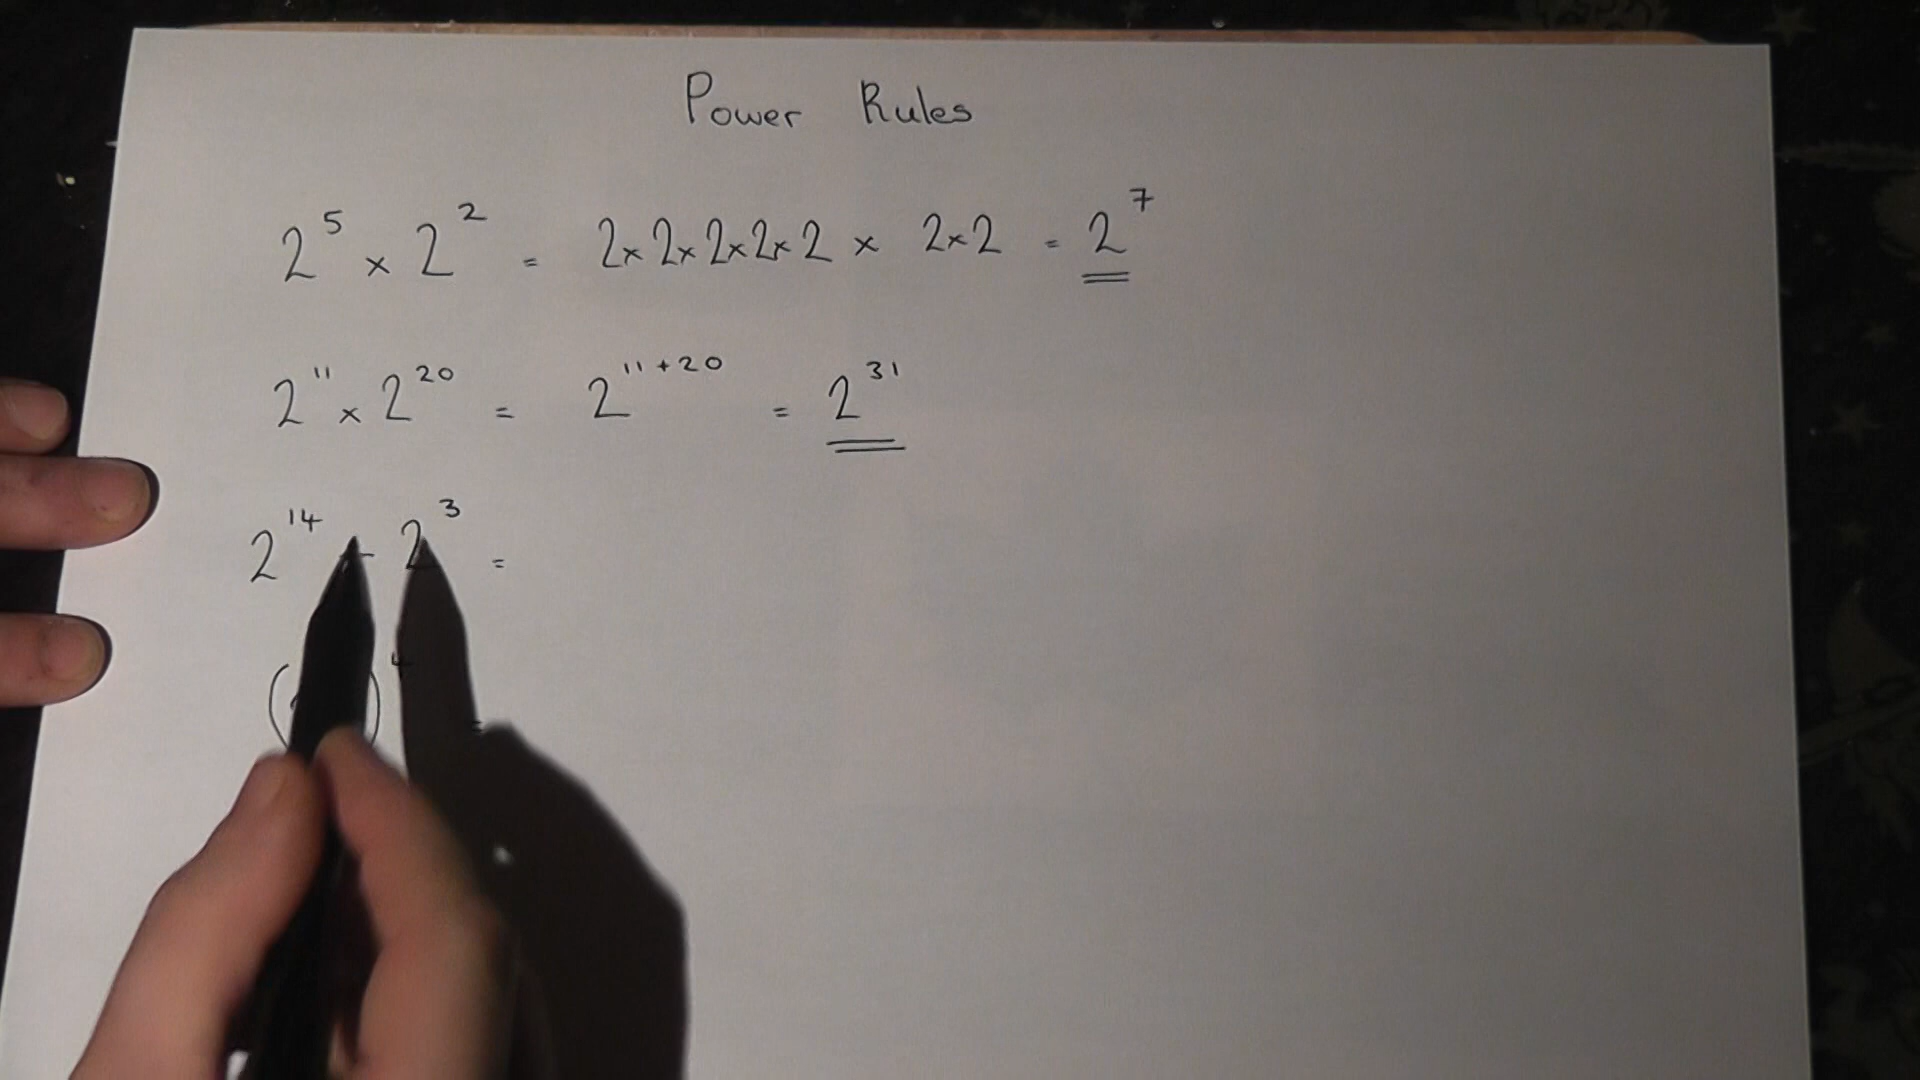 Power Rules
2⁵ × 2² = 2×2×2×2×2 × 2×2 = 2⁷
2¹¹ × 2²⁰ = 2¹¹⁺²⁰ = 2³¹
2¹⁴ 2³ =
( )⁴ =